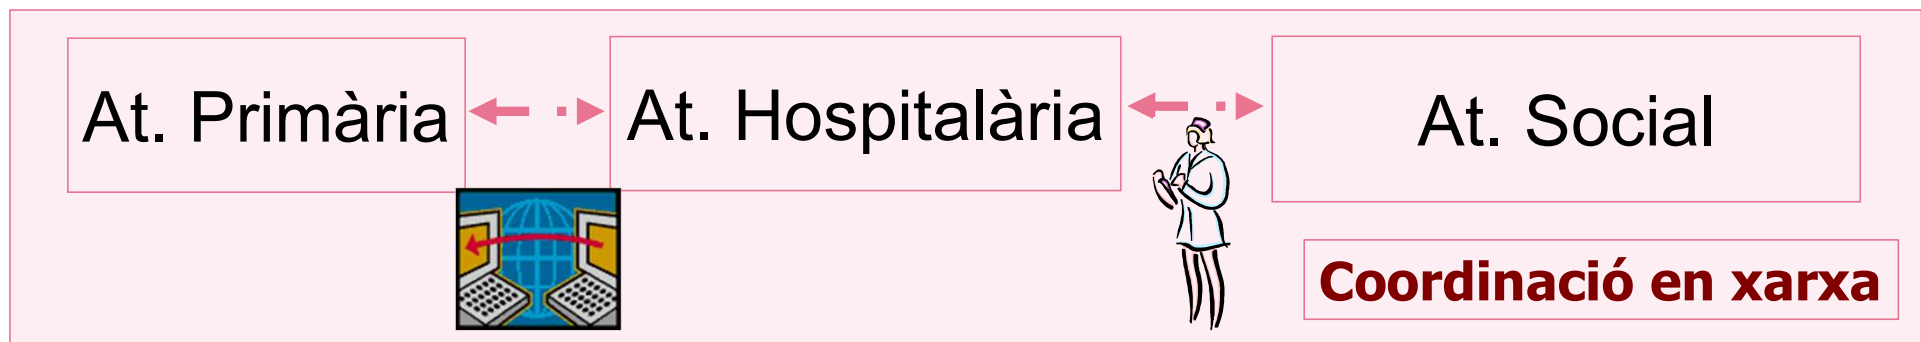 At. Primària
At. Hospitalària
At. Social
Coordinació en xarxa